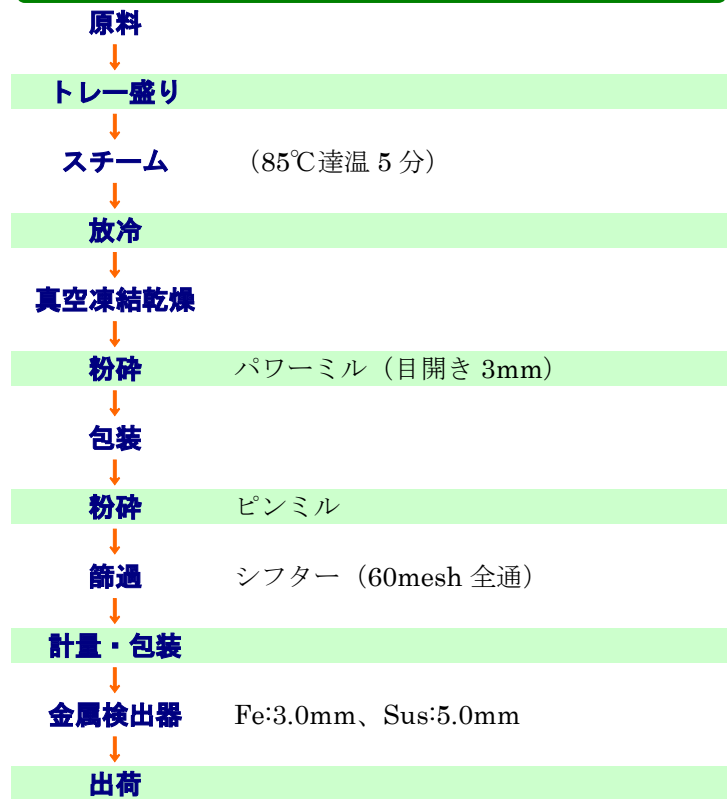 原料
↓
トレー盛り
↓
スチーム （85℃達温 5 分）
↓
放冷
↓
真空凍結乾燥
↓
粉砕 パワーミル（目開き 3mm）
↓
包装
↓
粉砕 ピンミル
↓
篩過 シフター（60mesh 全通）
↓
計量・包装
↓
金属検出器 Fe:3.0mm、Sus:5.0mm
↓
出荷